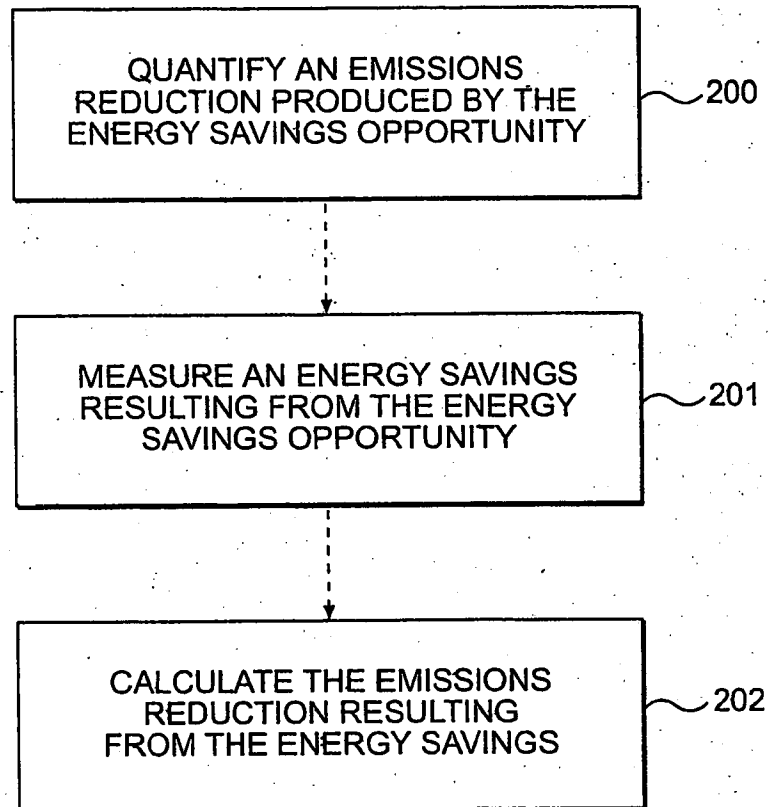 QUANTIFY AN EMISSIONS
REDUCTION PRODUCED BY THE
ENERGY SAVINGS OPPORTUNITY
200
MEASURE AN ENERGY SAVINGS
RESULTING FROM THE ENERGY
SAVINGS OPPORTUNITY
201
CALCULATE THE EMISSIONS
REDUCTION RESULTING
FROM THE ENERGY SAVINGS
202